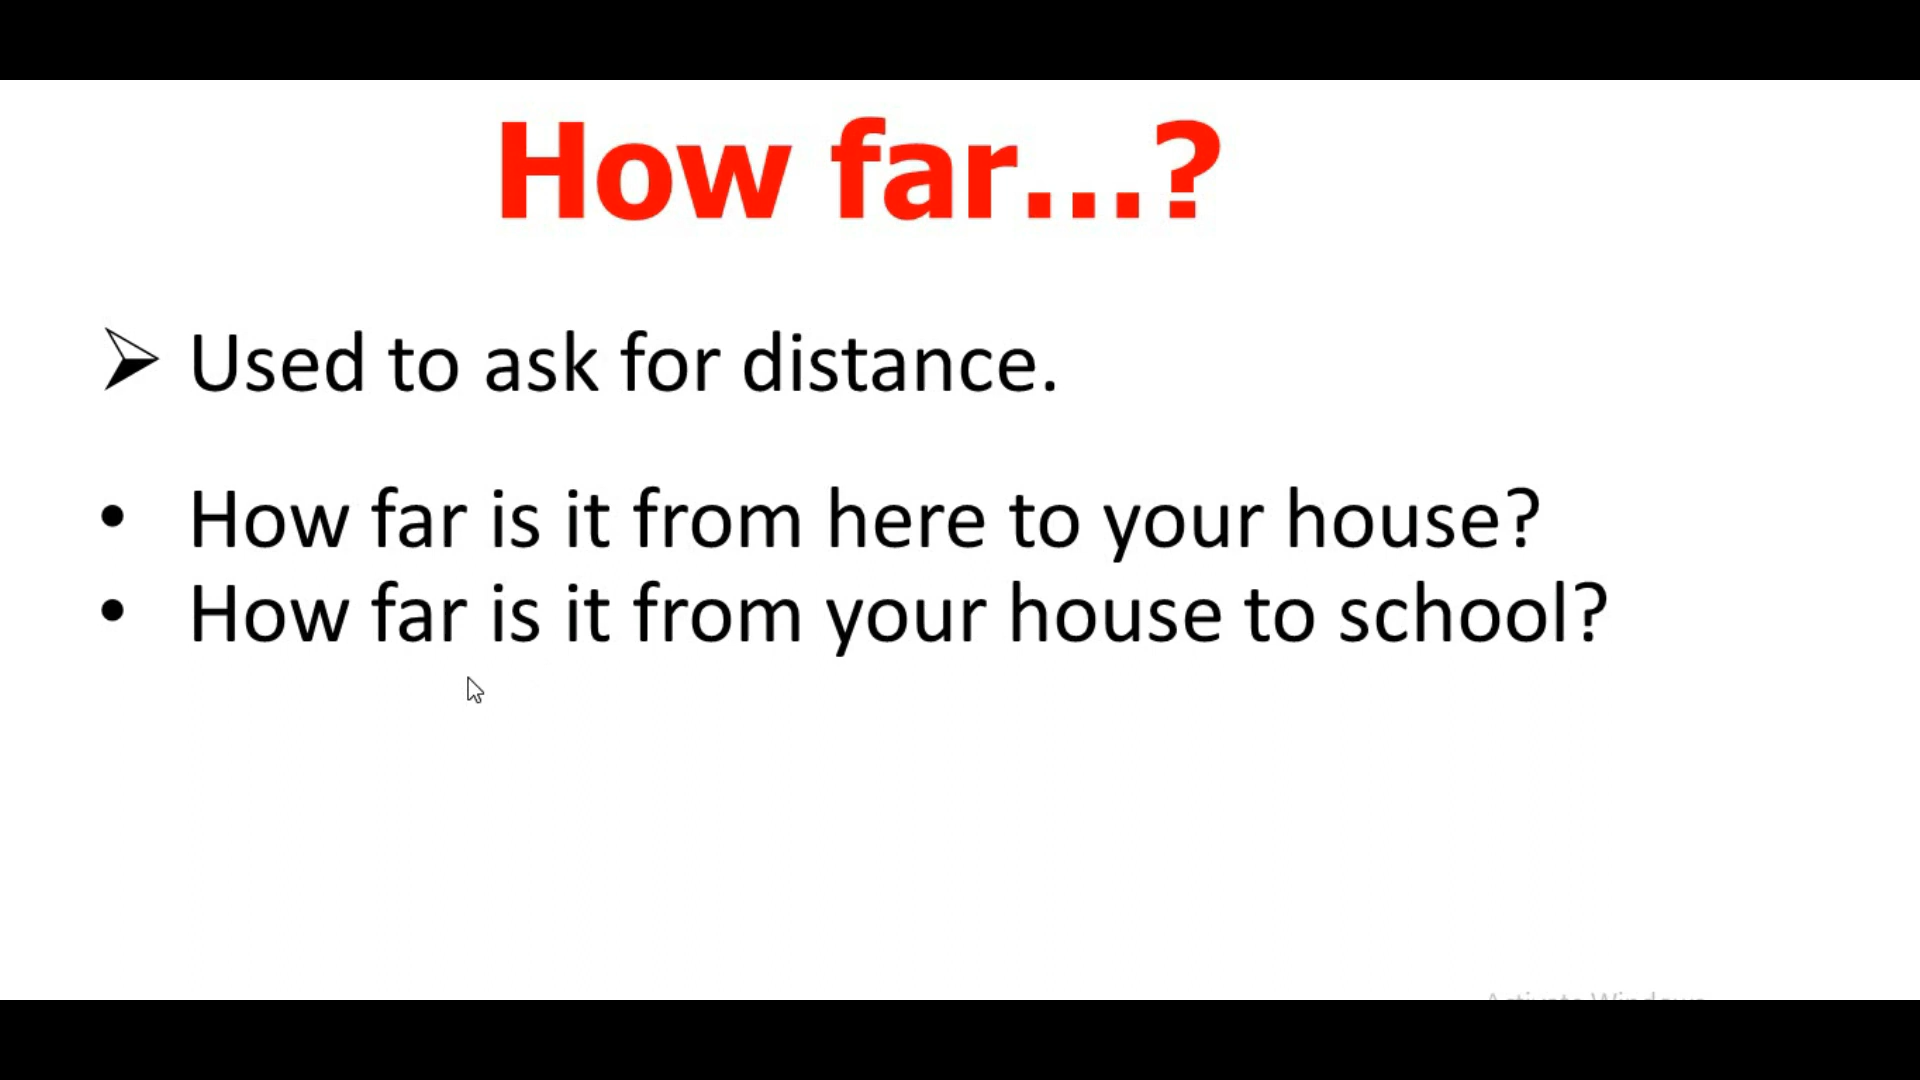 How far...?
➢ Used to ask for distance.
• How far is it from here to your house?
• How far is it from your house to school?